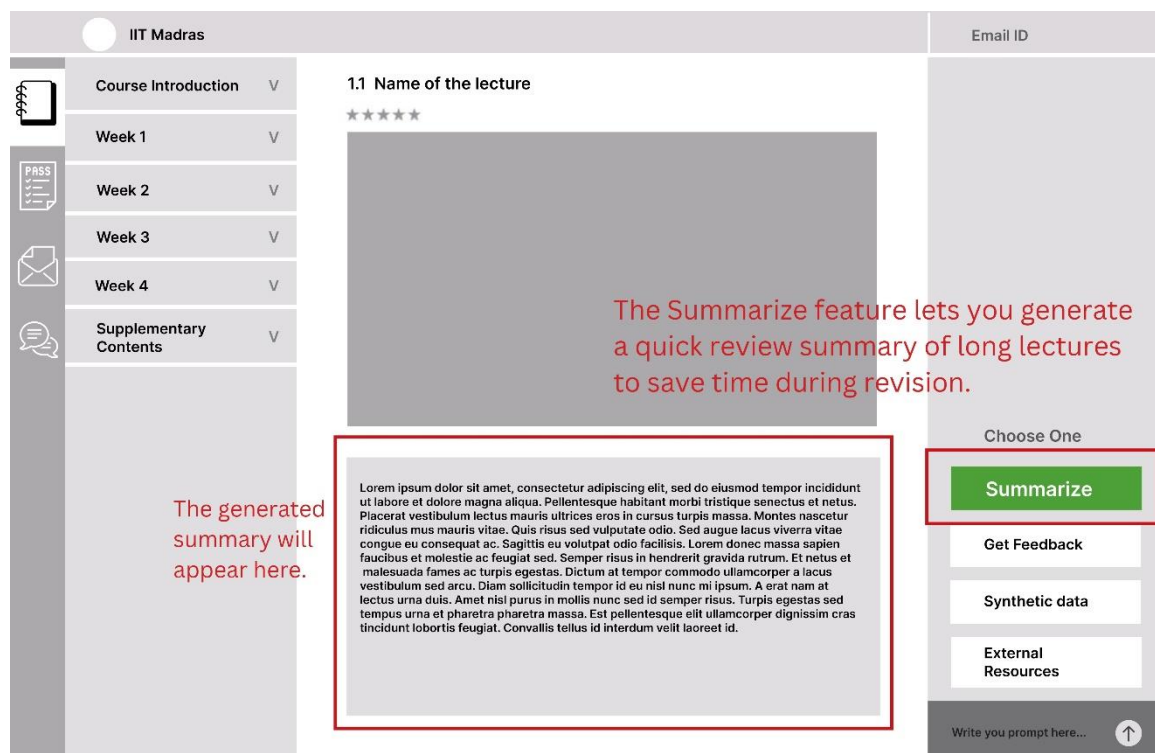 IIT Madras
Email ID
Course Introduction V
Week 1 V
Week 2 V
Week 3 V
Week 4 V
Supplementary
Contents V
PASS
1.1 Name of the lecture
The Summarize feature lets you generate
a quick review summary of long lectures
to save time during revision.
The generated
summary will
appear here.
Lorem ipsum dolor sit amet, consectetur adipiscing elit, sed do eiusmod tempor incididunt
ut labore et dolore magna aliqua. Pellentesque habitant morbi tristique senectus et netus.
Placerat vestibulum lectus mauris ultrices eros in cursus turpis massa. Montes nascetur
ridiculus mus mauris vitae. Quis risus sed vulputate odio. Sed augue lacus viverra vitae
congue eu consequat ac. Sagittis eu volutpat odio facilisis. Lorem donec massa sapien
faucibus et molestie ac feugiat sed. Semper risus in hendrerit gravida rutrum. Et netus et
malesuada fames ac turpis egestas. Dictum at tempor commodo ullamcorper a lacus
vestibulum sed arcu. Diam sollicitudin tempor id eu nisl nunc mi ipsum. A erat nam at
lectus urna duis. Amet nisl purus in mollis nunc sed id semper risus. Turpis egestas sed
tempus urna et pharetra pharetra massa. Est pellentesque elit ullamcorper dignissim cras
tincidunt lobortis feugiat. Convallis tellus id interdum velit laoreet id.
Choose One
Summarize
Get Feedback
Synthetic data
External
Resources
Write you prompt here...